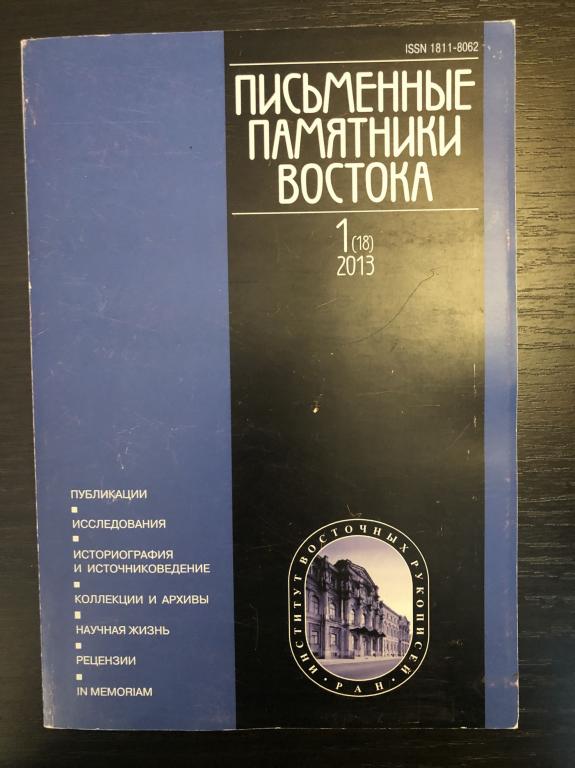 ISSN 1811-8062
ПИСЬМЕННЫЕ
ПАМЯТНИКИ
ВОСТОКА
1(18)
2013
ПУБЛИКАЦИИ
ИССЛЕДОВАНИЯ
ИСТОРИОГРАФИЯ
И ИСТОЧНИКОВЕДЕНИЕ
КОЛЛЕКЦИИ И АРХИВЫ
НАУЧНАЯ ЖИЗНЬ
РЕЦЕНЗИИ
IN MEMORIAM
ИНСТИТУТ ВОСТОЧНЫХ РУКОПИСЕЙ
РАН